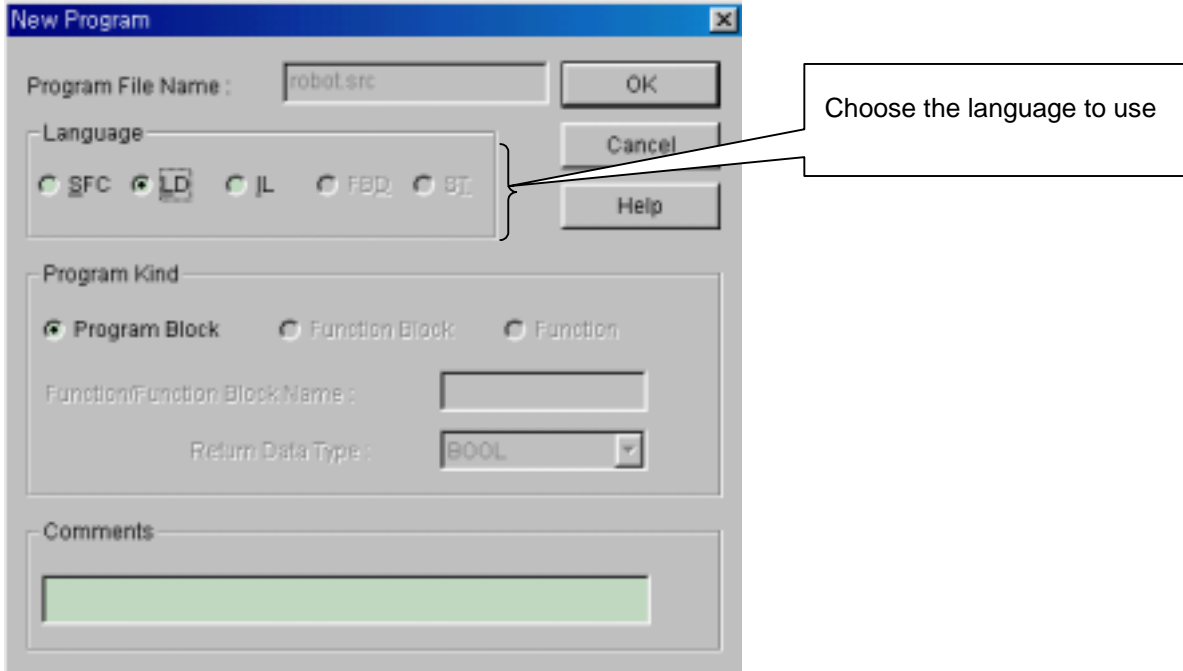 New Program
Program File Name :
robot.src
OK
Choose the language to use
Language
Cancel
SFC LD IL FBD ST
Help
Program Kind
Program Block Function Block Function
Function/Function Block Name :
Return Data Type : BOOL
Comments